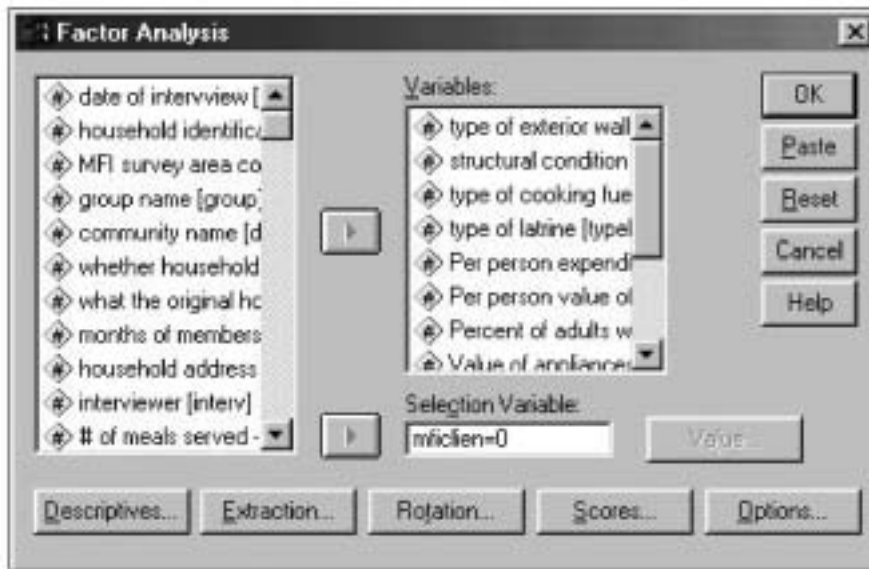 Factor Analysis
date of intervview [
household identifica
MFI survey area co
group name [group]
community name [d
whether household
what the original ho
months of members
household address
interviewer [interv]
# of meals served -
Variables:
type of exterior wall
structural condition
type of cooking fue
type of latrine [typel
Per person expendi
Per person value of
Percent of adults w
Value of appliances
Selection Variable:
mficlien=0
Value...
OK
Paste
Reset
Cancel
Help
Descriptives...
Extraction...
Rotation...
Scores...
Options...